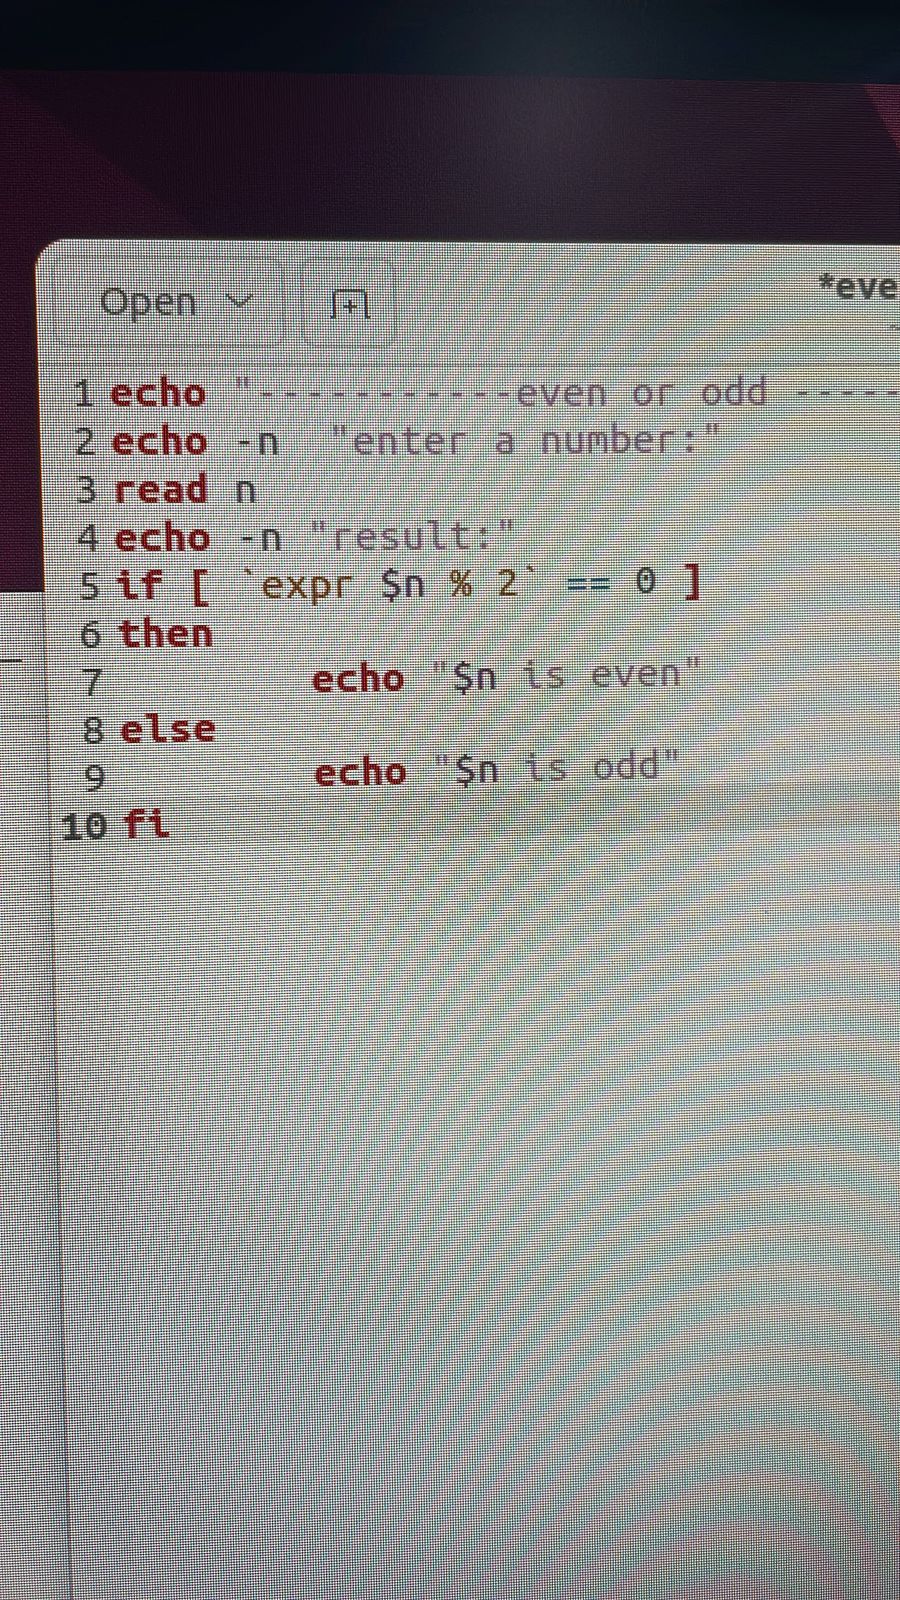 Open
*eve
1 echo "-----------even or odd -----
2 echo -n  "enter a number:"
3 read n
4 echo -n "result:"
5 if [ `expr $n % 2` == 0 ]
6 then
7         echo "$n is even"
8 else
9         echo "$n is odd"
10 fi